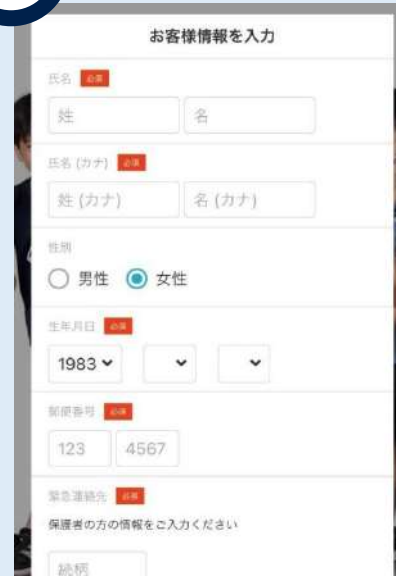 お客様情報を入力
氏名 必須
姓 名
氏名 (カナ) 必須
姓 (カナ) 名 (カナ)
性別
男性 女性
生年月日 必須
1983
郵便番号 必須
123 4567
緊急連絡先 必須
保護者の方の情報をご入力ください
続柄